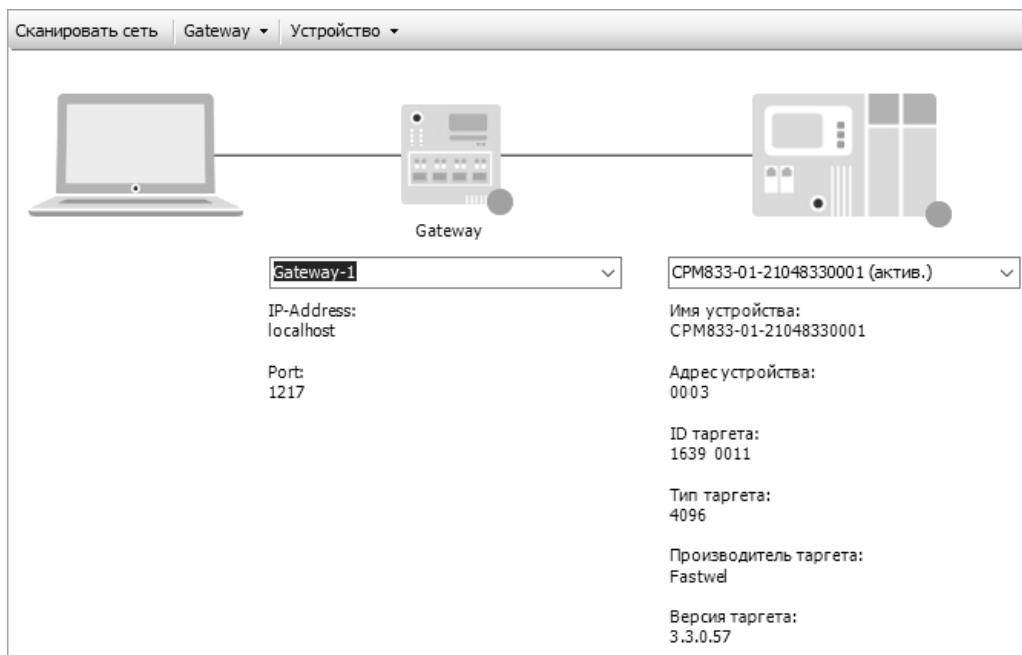 Сканировать сеть Gateway Устройство
Gateway
Gateway-1
CPM833-01-21048330001 (актив.)
IP-Address:
localhost
Port:
1217
Имя устройства:
CPM833-01-21048330001
Адрес устройства:
0003
ID таргета:
1639 0011
Тип таргета:
4096
Производитель таргета:
Fastwel
Версия таргета:
3.3.0.57